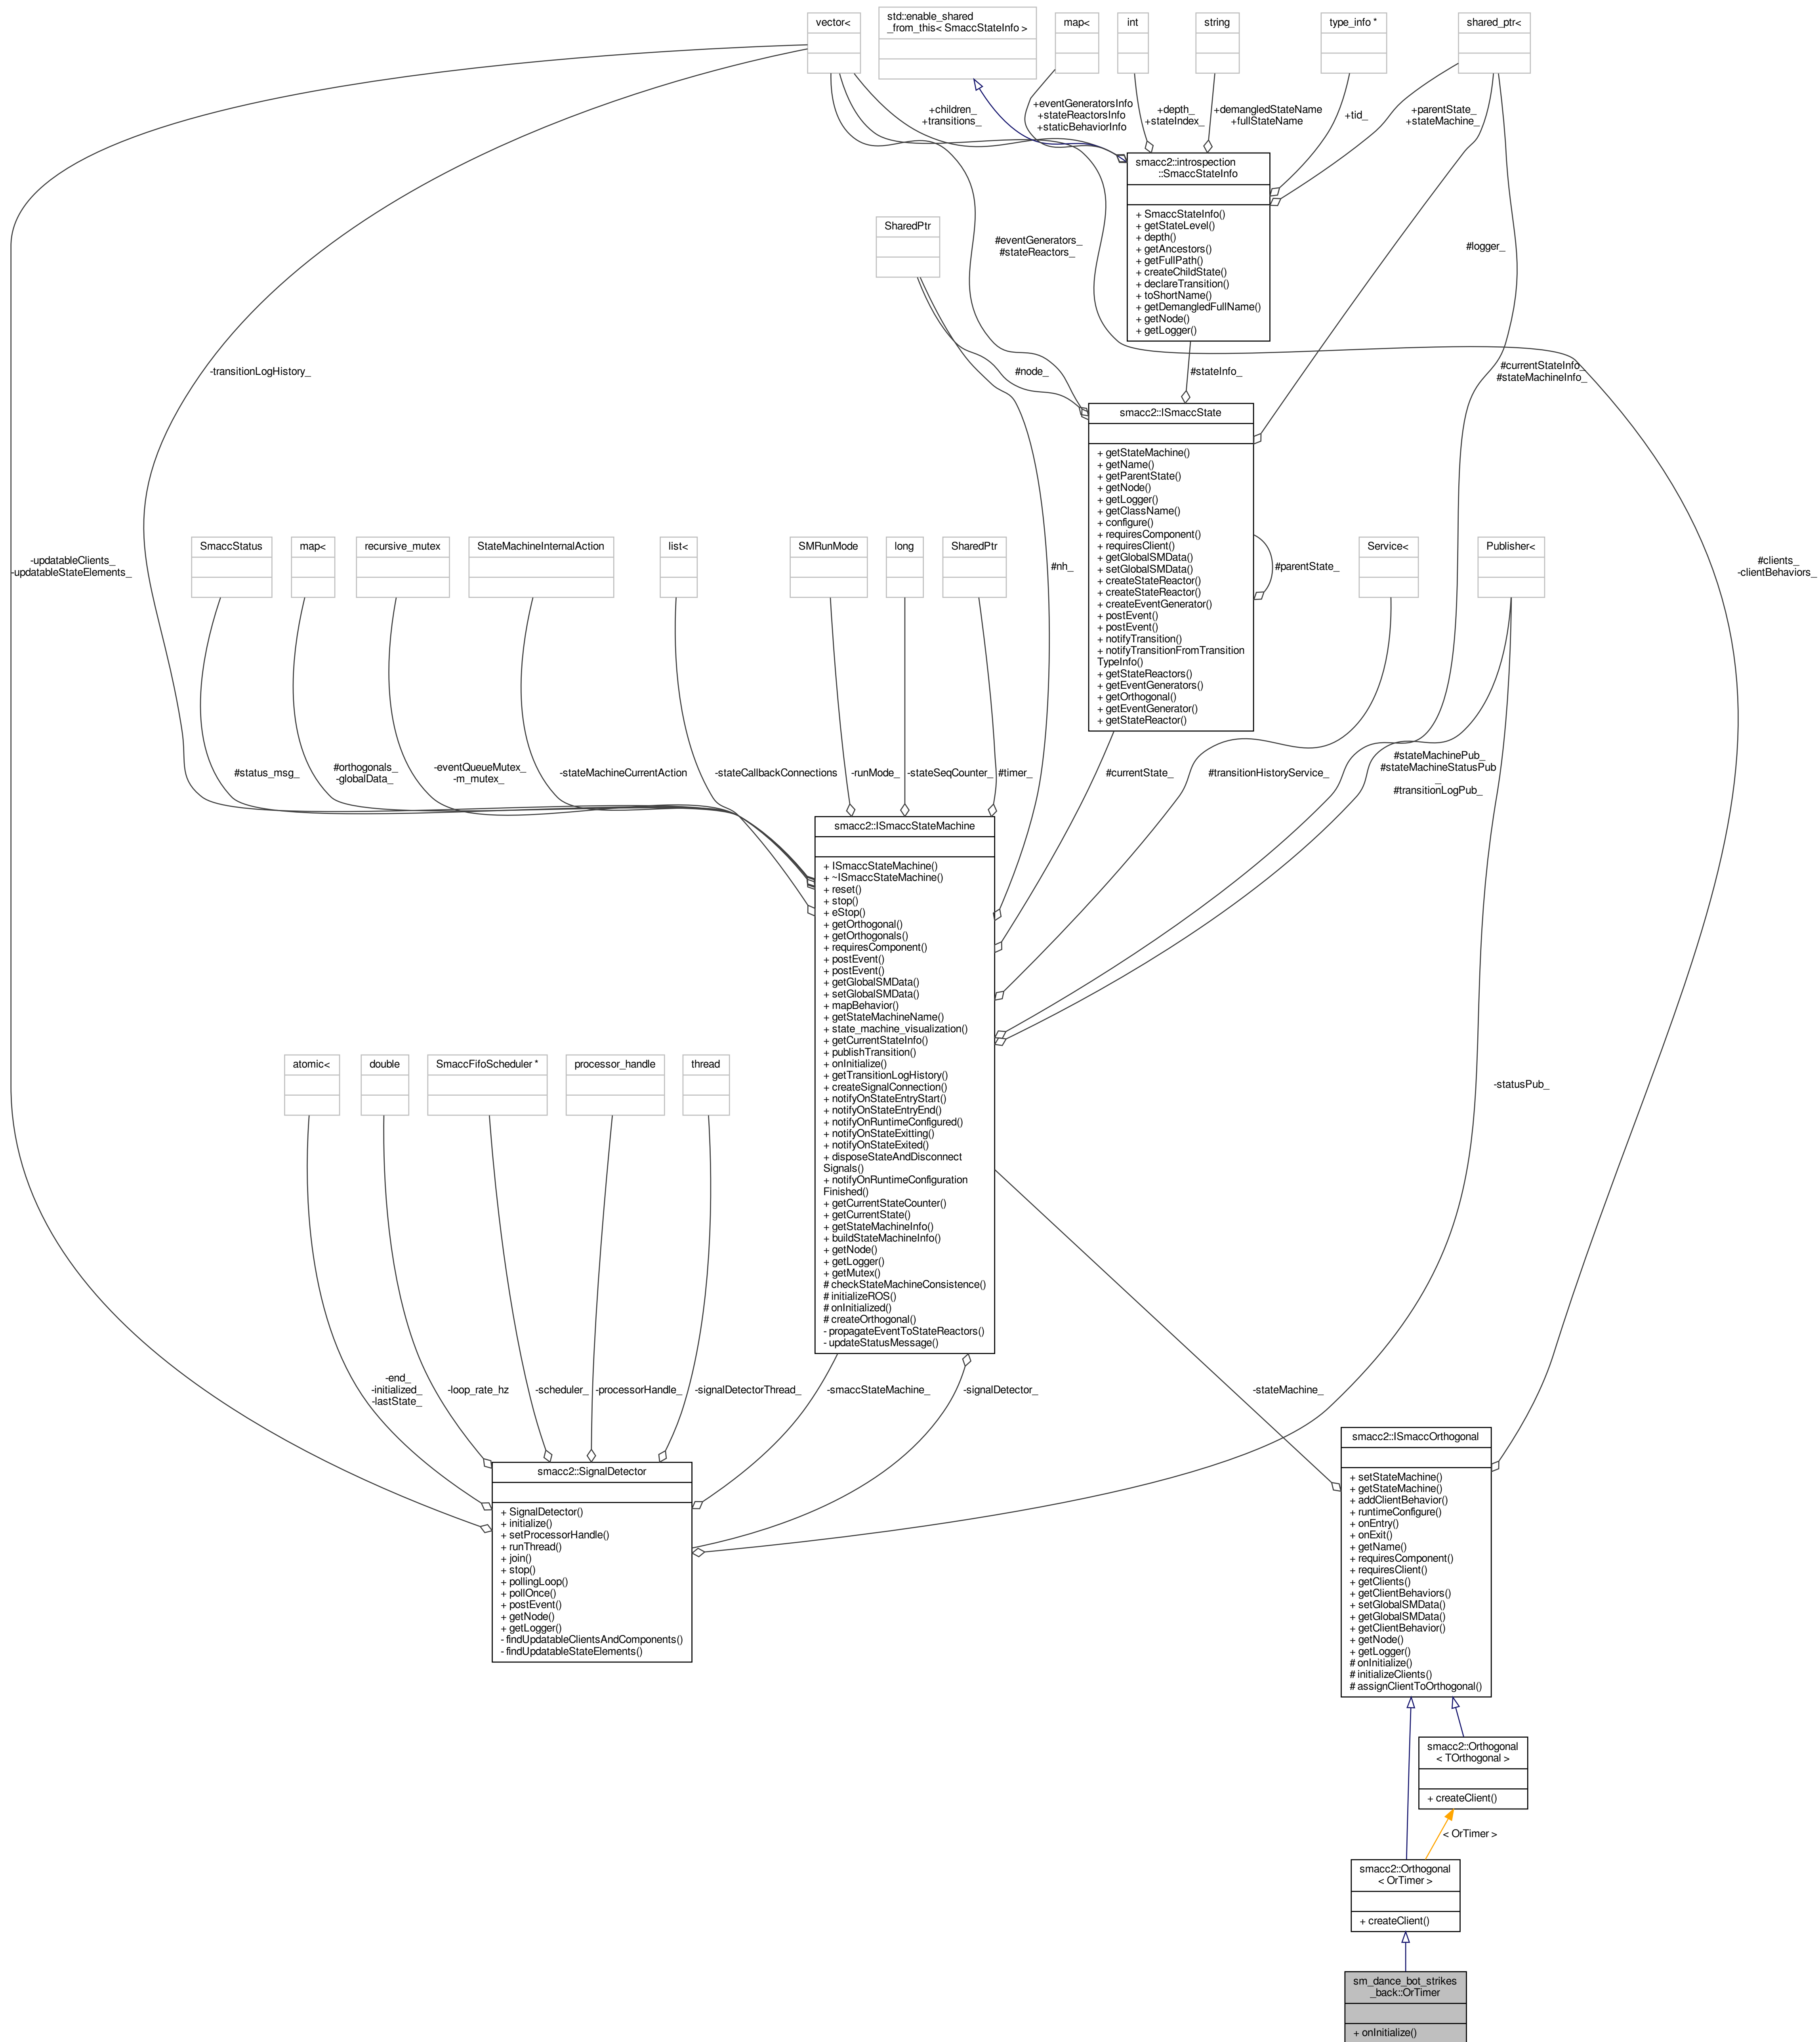 vector<
std::enable_shared
_from_this< SmaccStateInfo >
map<
int
string
type_info *
shared_ptr<
+children_
+transitions_
+eventGeneratorsInfo
+stateReactorsInfo
+staticBehaviorInfo
+depth_
+stateIndex_
+demangledStateName
+fullStateName
+tid_
+parentState_
+stateMachine_
smacc2::introspection
::SmaccStateInfo
+ SmaccStateInfo()
+ getStateLevel()
+ depth()
+ getAncestors()
+ getFullPath()
+ createChildState()
+ declareTransition()
+ toShortName()
+ getDemangledFullName()
+ getNode()
+ getLogger()
SharedPtr
#eventGenerators_
#stateReactors_
#logger_
-transitionLogHistory_
#node_
#stateInfo_
#currentStateInfo_
#stateMachineInfo_
smacc2::ISmaccState
+ getStateMachine()
+ getName()
+ getParentState()
+ getNode()
+ getLogger()
+ getClassName()
+ configure()
+ requiresComponent()
+ requiresClient()
+ getGlobalSMData()
+ setGlobalSMData()
+ createStateReactor()
+ createStateReactor()
+ createEventGenerator()
+ postEvent()
+ postEvent()
+ notifyTransition()
+ notifyTransitionFromTransition
TypeInfo()
+ getStateReactors()
+ getEventGenerators()
+ getOrthogonal()
+ getEventGenerator()
+ getStateReactor()
#parentState_
-updatableClients_
-updatableStateElements_
SmaccStatus
map<
recursive_mutex
StateMachineInternalAction
list<
SMRunMode
long
SharedPtr
#nh_
Service<
Publisher<
#clients_
-clientBehaviors_
#status_msg_
#orthogonals_
-globalData_
-eventQueueMutex_
-m_mutex_
-stateMachineCurrentAction
-stateCallbackConnections
-runMode_
-stateSeqCounter_
#timer_
#currentState_
#transitionHistoryService_
#stateMachinePub_
#stateMachineStatusPub
_
#transitionLogPub_
smacc2::ISmaccStateMachine
+ ISmaccStateMachine()
+ ~ISmaccStateMachine()
+ reset()
+ stop()
+ eStop()
+ getOrthogonal()
+ getOrthogonals()
+ requiresComponent()
+ postEvent()
+ postEvent()
+ getGlobalSMData()
+ setGlobalSMData()
+ mapBehavior()
+ getStateMachineName()
+ state_machine_visualization()
+ getCurrentStateInfo()
+ publishTransition()
+ onInitialize()
+ getTransitionLogHistory()
+ createSignalConnection()
+ notifyOnStateEntryStart()
+ notifyOnStateEntryEnd()
+ notifyOnRuntimeConfigured()
+ notifyOnStateExitting()
+ notifyOnStateExited()
+ disposeStateAndDisconnect
Signals()
+ notifyOnRuntimeConfiguration
Finished()
+ getCurrentStateCounter()
+ getCurrentState()
+ getStateMachineInfo()
+ buildStateMachineInfo()
+ getNode()
+ getLogger()
+ getMutex()
# checkStateMachineConsistence()
# initializeROS()
# onInitialized()
# createOrthogonal()
- propagateEventToStateReactors()
- updateStatusMessage()
atomic<
double
SmaccFifoScheduler *
processor_handle
thread
-statusPub_
-end_
-initialized_
-lastState_
-loop_rate_hz
-scheduler_
-processorHandle_
-signalDetectorThread_
-smaccStateMachine_
-signalDetector_
-stateMachine_
smacc2::SignalDetector
+ SignalDetector()
+ initialize()
+ setProcessorHandle()
+ runThread()
+ join()
+ stop()
+ pollingLoop()
+ pollOnce()
+ postEvent()
+ getNode()
+ getLogger()
- findUpdatableClientsAndComponents()
- findUpdatableStateElements()
smacc2::ISmaccOrthogonal
+ setStateMachine()
+ getStateMachine()
+ addClientBehavior()
+ runtimeConfigure()
+ onEntry()
+ onExit()
+ getName()
+ requiresComponent()
+ requiresClient()
+ getClients()
+ getClientBehaviors()
+ setGlobalSMData()
+ getGlobalSMData()
+ getClientBehavior()
+ getNode()
+ getLogger()
# onInitialize()
# initializeClients()
# assignClientToOrthogonal()
smacc2::Orthogonal
< TOrthogonal >
+ createClient()
< OrTimer >
smacc2::Orthogonal
< OrTimer >
+ createClient()
sm_dance_bot_strikes
_back::OrTimer
+ onInitialize()